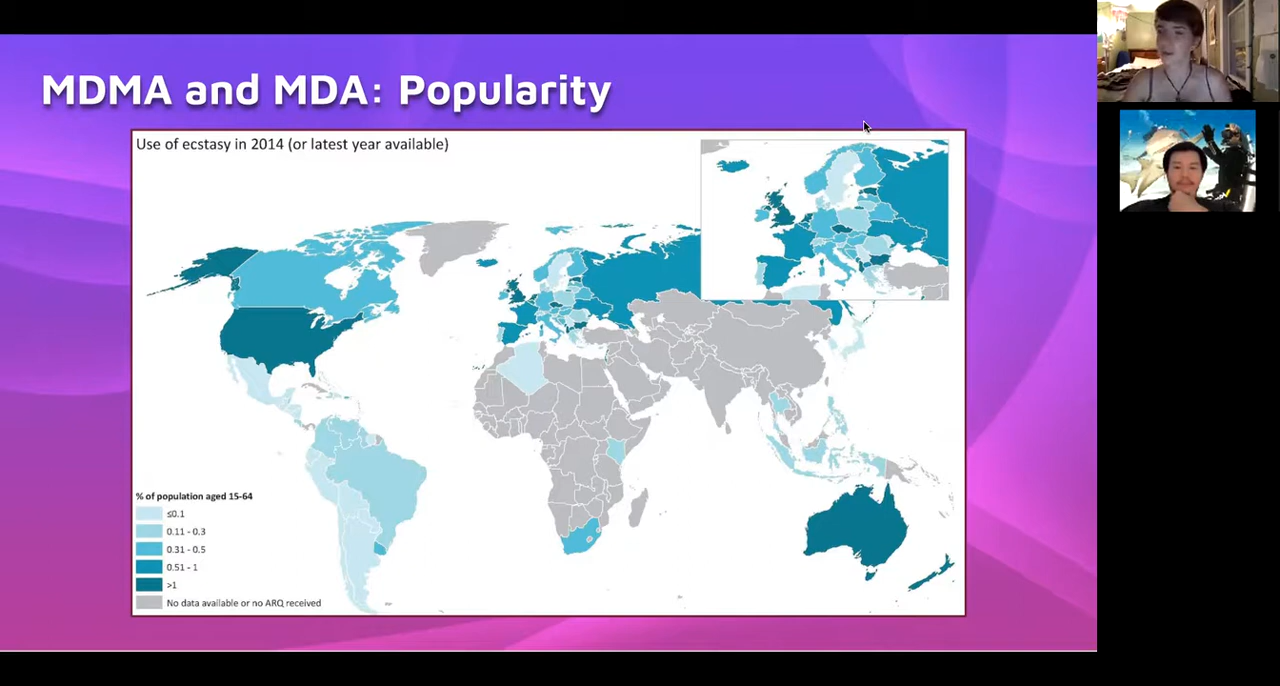 MDMA and MDA: Popularity
Use of ecstasy in 2014 (or latest year available)
% of population aged 15-64
≤0.1
0.11 - 0.3
0.31 - 0.5
0.51 - 1
>1
No data available or no ARQ received